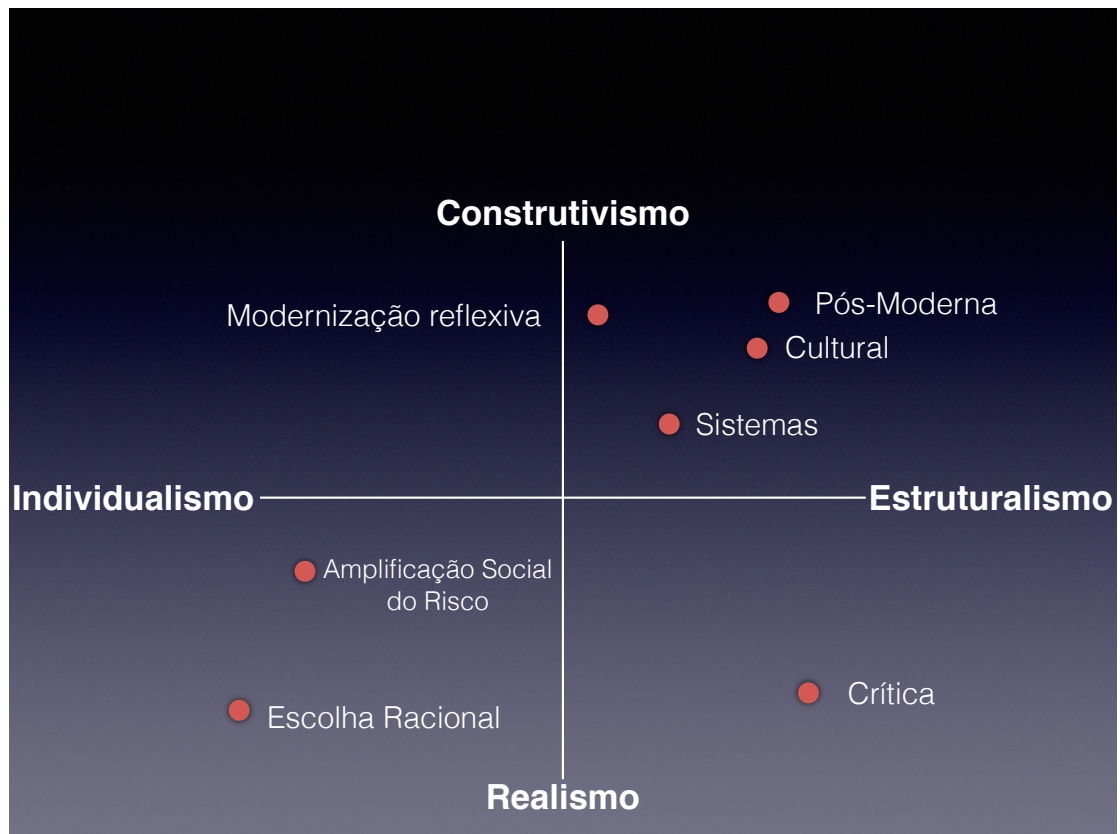 Construtivismo
Modernização reflexiva
Pós-Moderna
Cultural
Sistemas
Individualismo
Estruturalismo
Amplificação Social
do Risco
Escolha Racional
Crítica
Realismo